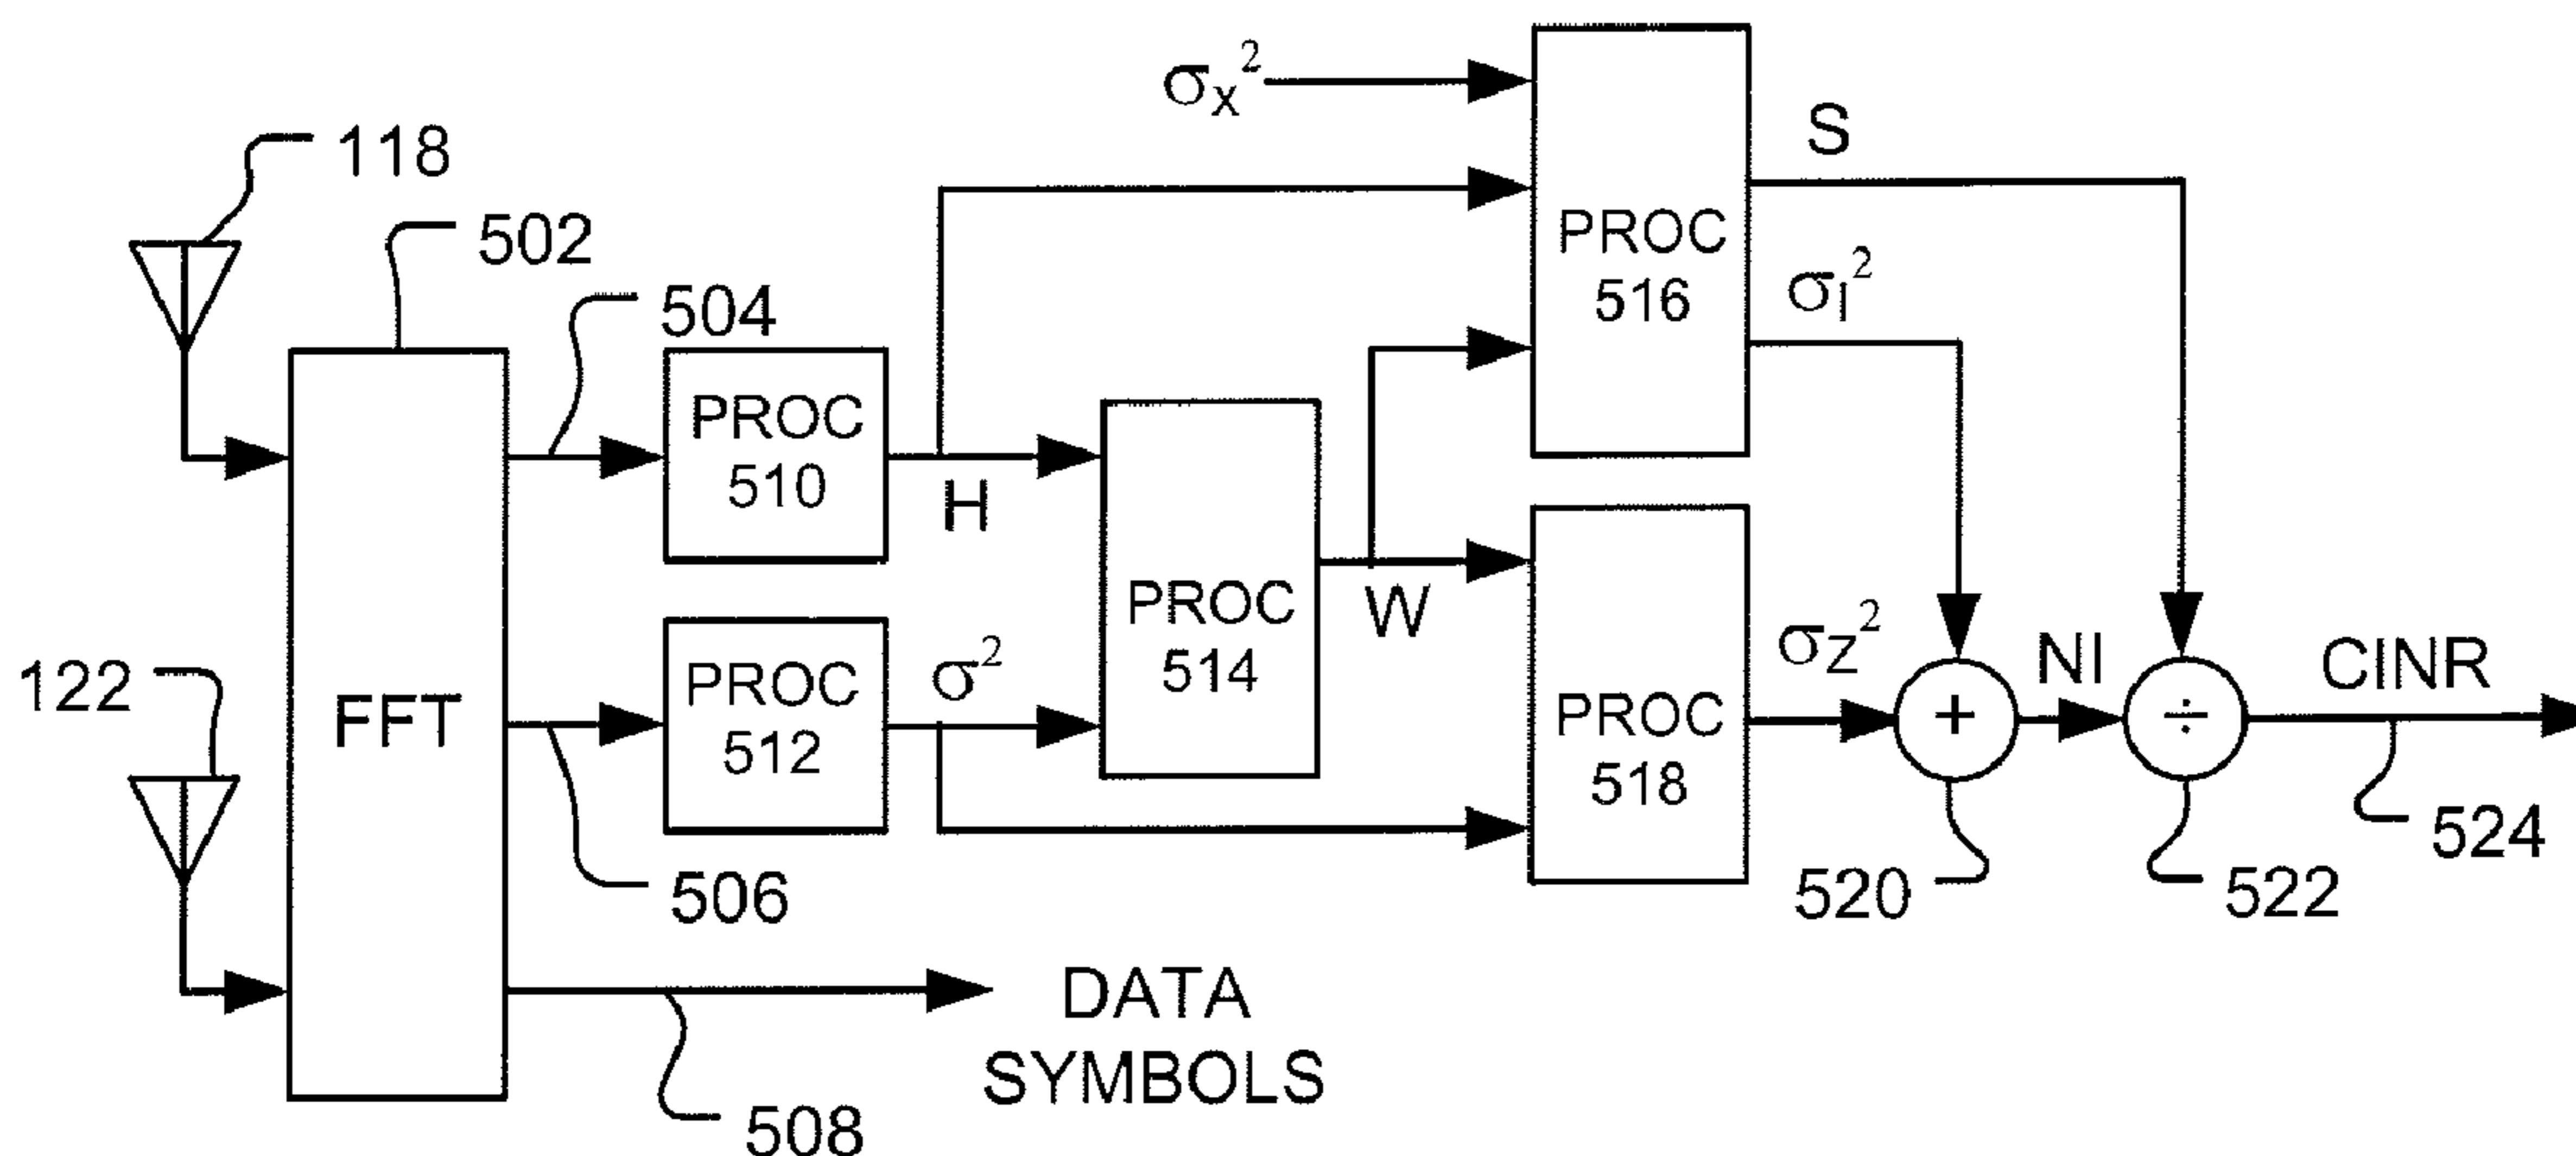 118
122
502
FFT
504
506
508
DATA
SYMBOLS
PROC
510
H
PROC
512
σ²
PROC
514
W
σX²
PROC
516
S
σI²
PROC
518
σZ²
+
520
NI
÷
522
CINR
524